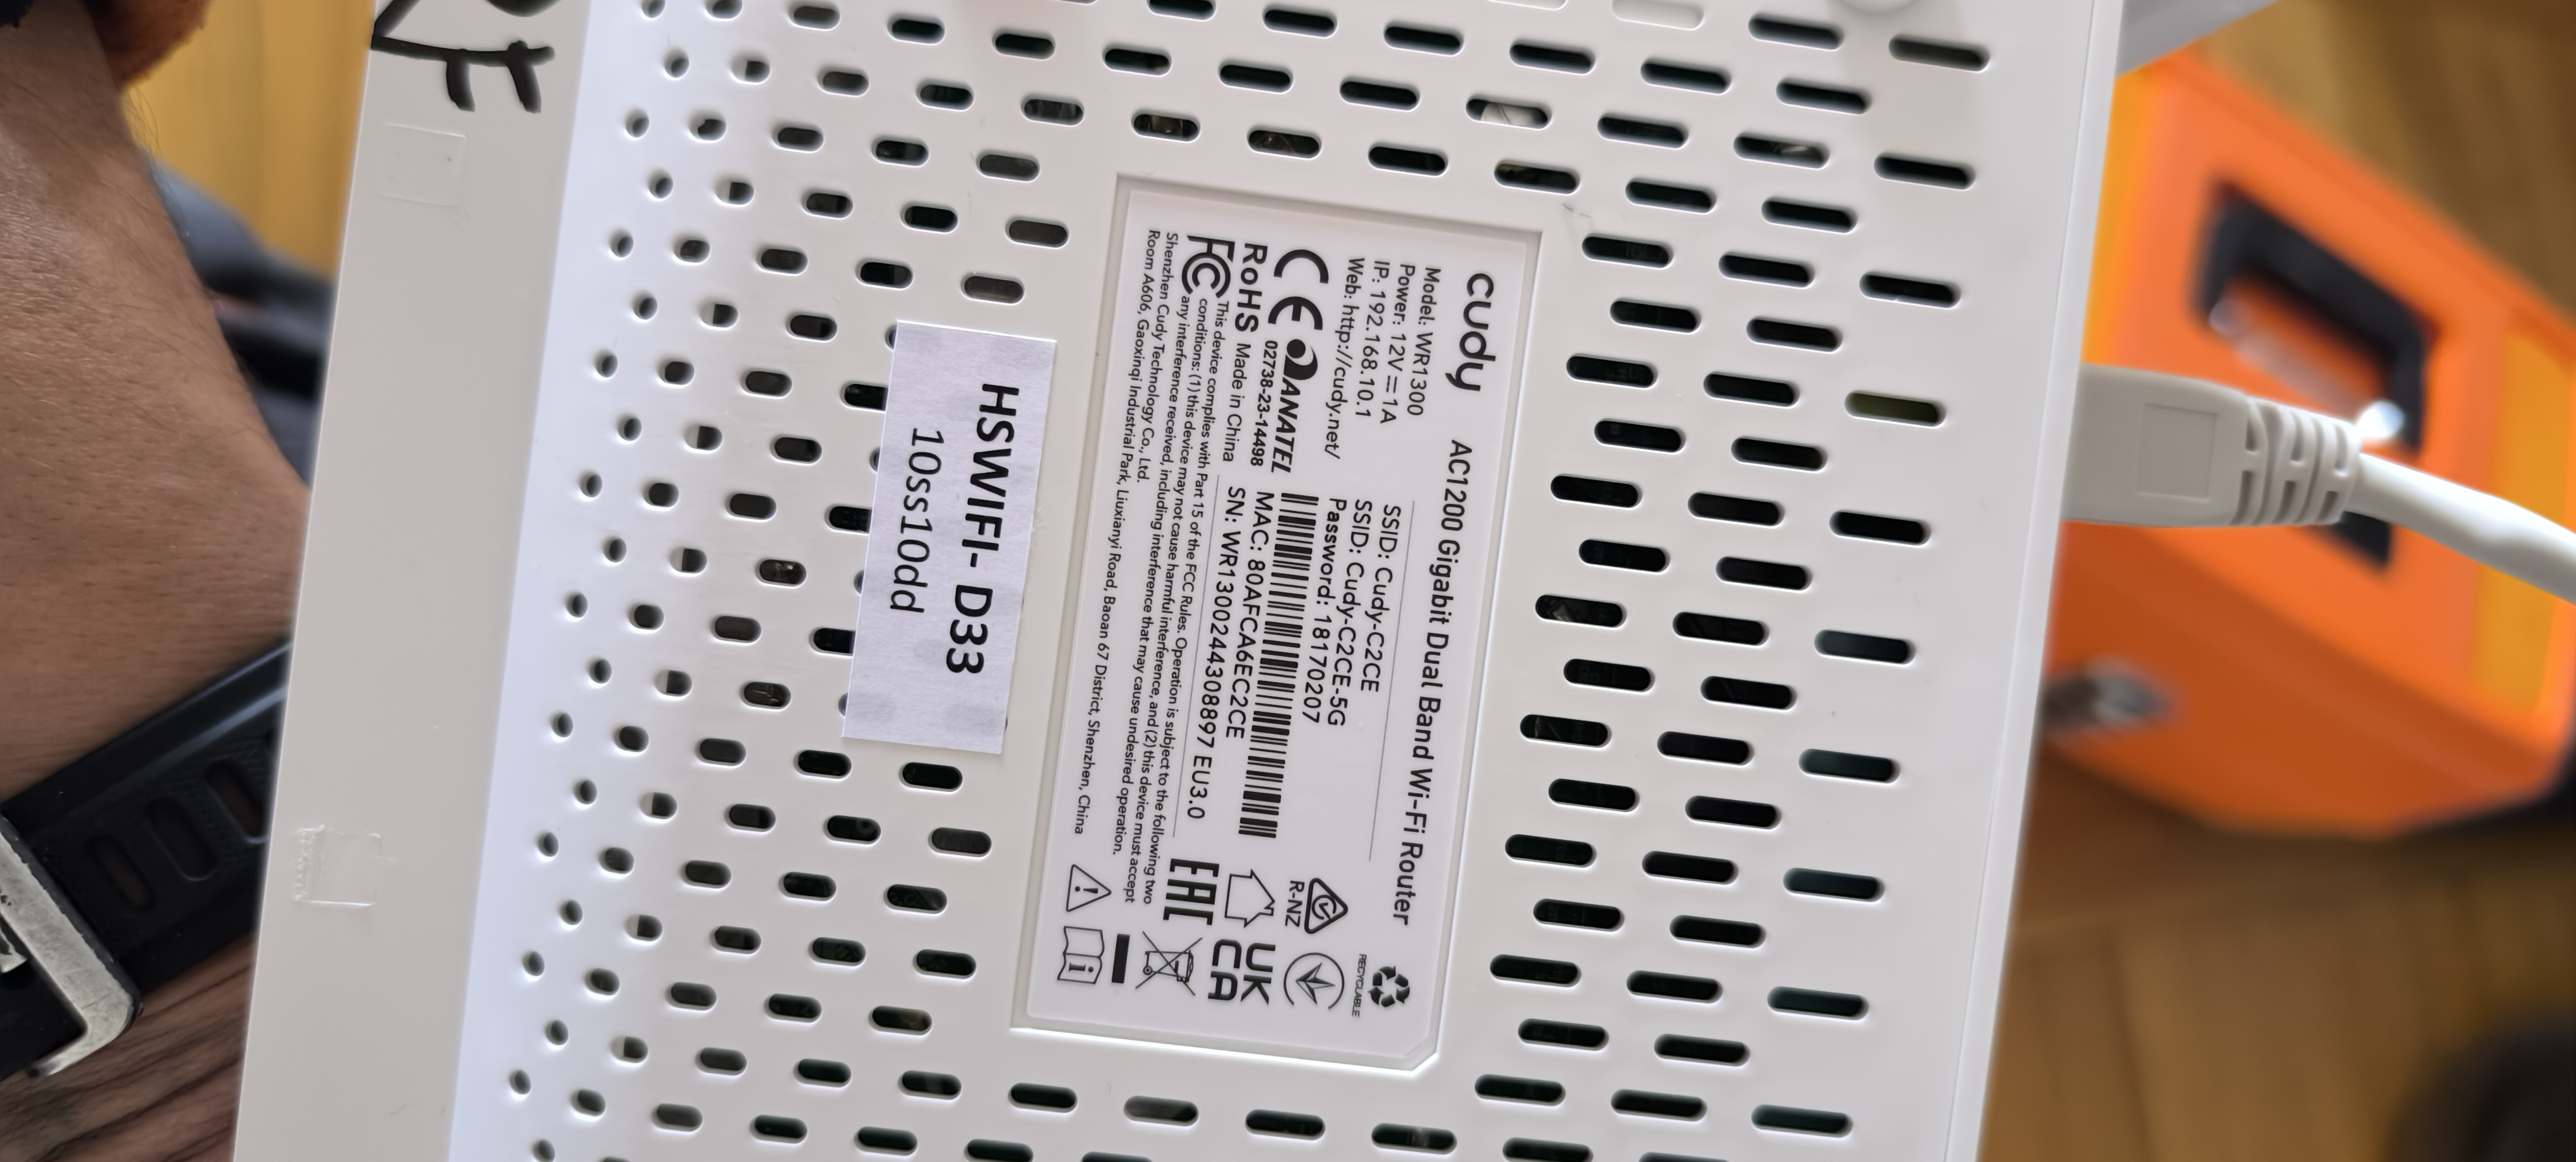 cudy AC1200 Gigabit Dual Band Wi-Fi Router
Model: WR1300
Power: 12V⎓1A
IP: 192.168.10.1
Web: http://cudy.net/
SSID: Cudy-C2CE
SSID: Cudy-C2CE-5G
Password: 18170207
CE ANATEL
02738-23-14498
RoHS Made in China
MAC: 80AFCA6EC2CE
SN: WR1300244308897 EU3.0
RECYCLABLE
R-NZ
UK
CA
EAC
FC This device complies with Part 15 of the FCC Rules. Operation is subject to the following two
conditions: (1) this device may not cause harmful interference, and (2) this device must accept
any interference received, including interference that may cause undesired operation.
Shenzhen Cudy Technology Co., Ltd.
Room A606, Gaoxinqi Industrial Park, Liuxianyi Road, Baoan 67 District, Shenzhen, China
HSWIFI- D33
10ss10dd